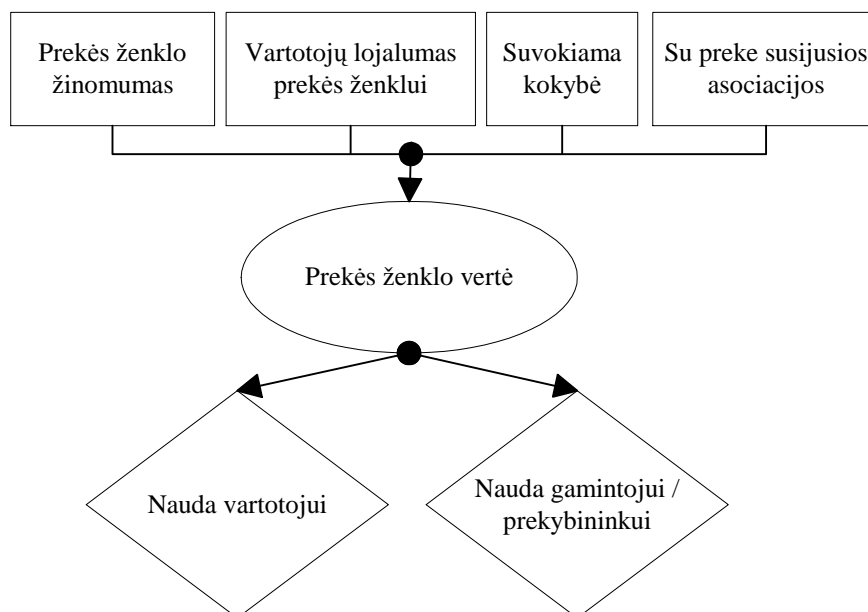 Prekės ženklo
žinomumas
Vartotojų lojalumas
prekės ženklui
Suvokiama
kokybė
Su preke susijusios
asociacijos
Prekės ženklo vertė
Nauda vartotojui
Nauda gamintojui /
prekybininkui